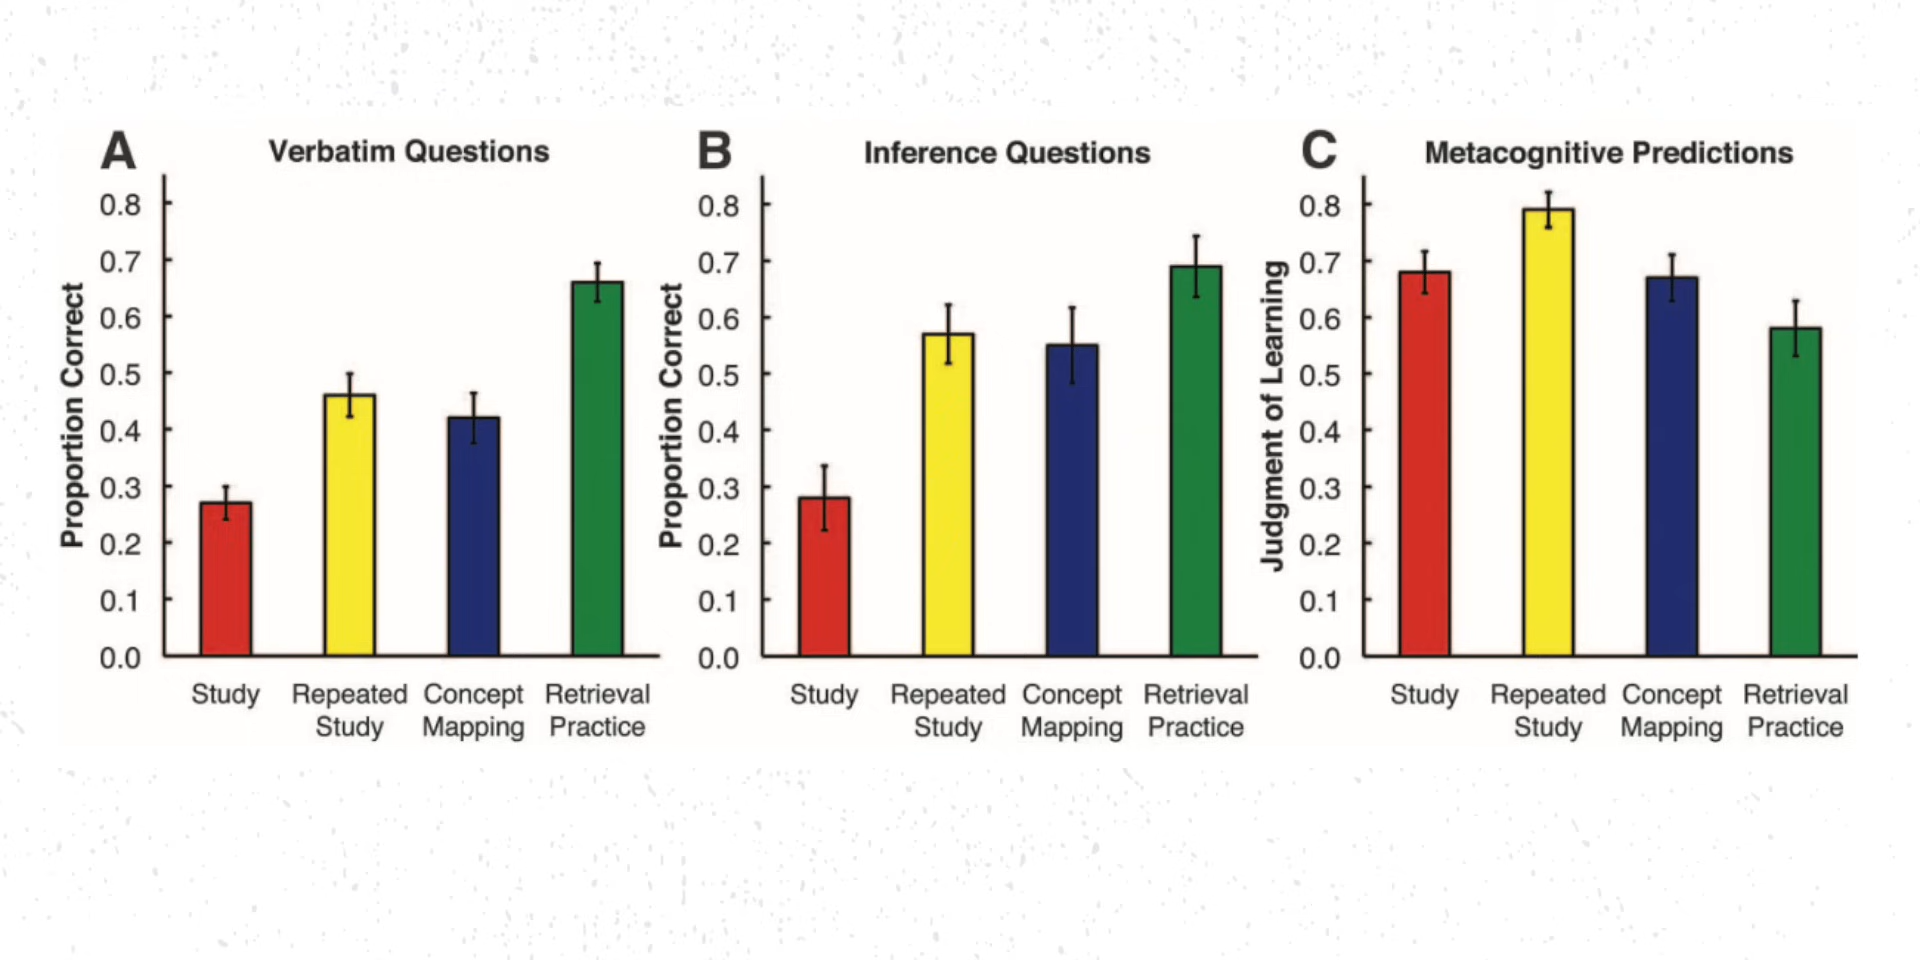 A
Verbatim Questions
Proportion Correct
0.8
0.7
0.6
0.5
0.4
0.3
0.2
0.1
0.0
Study
Repeated
Study
Concept
Mapping
Retrieval
Practice
B
Inference Questions
Proportion Correct
0.8
0.7
0.6
0.5
0.4
0.3
0.2
0.1
0.0
Study
Repeated
Study
Concept
Mapping
Retrieval
Practice
C
Metacognitive Predictions
Judgment of Learning
0.8
0.7
0.6
0.5
0.4
0.3
0.2
0.1
0.0
Study
Repeated
Study
Concept
Mapping
Retrieval
Practice